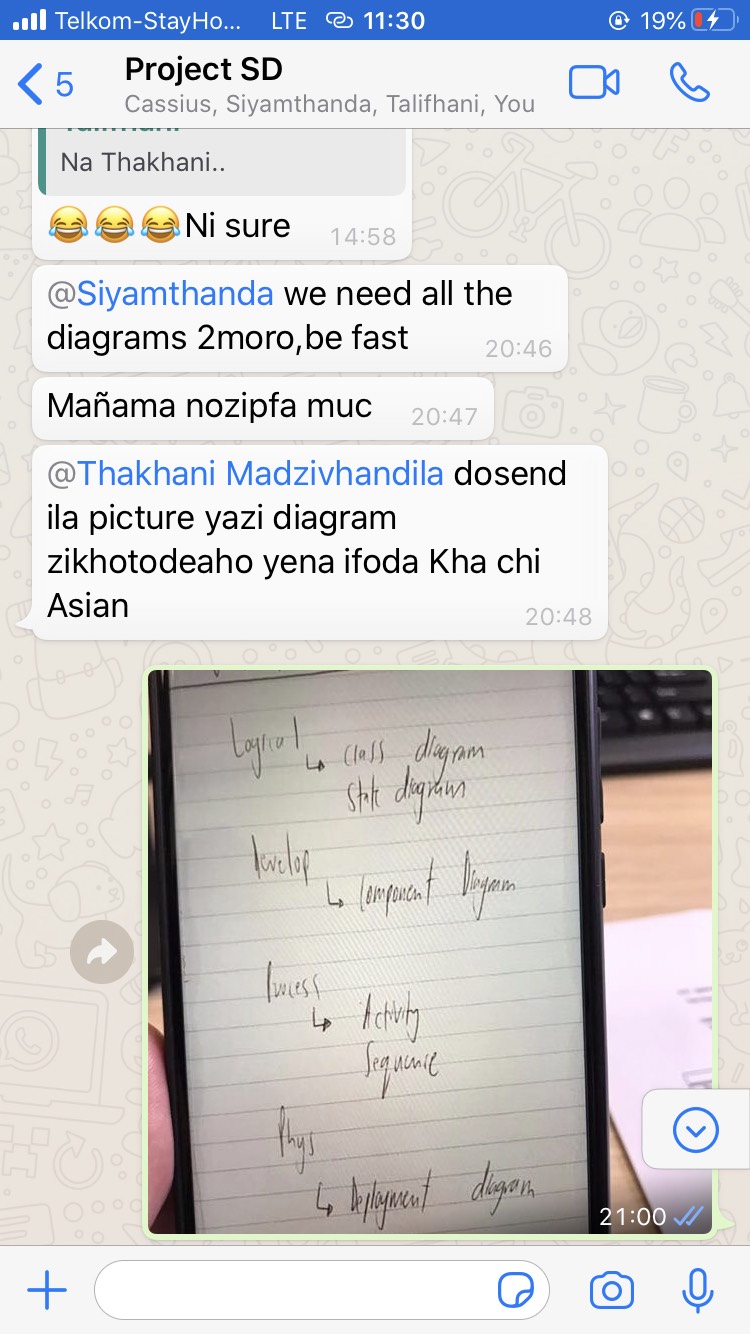 Telkom-StayHo... LTE 11:30 19%
5
Project SD
Cassius, Siyamthanda, Talifhani, You
Talifhani
Na Thakhani..
😂😂😂Ni sure 14:58
@Siyamthanda we need all the
diagrams 2moro,be fast 20:46
Mañama nozipfa muc 20:47
@Thakhani Madzivhandila dosend
ila picture yazi diagram
zikhotodeaho yena ifoda Kha chi
Asian 20:48
Logical
↳ class diagram
State diagram
Develop
↳ Component Diagram
Process
↳ Activity
Sequence
Phys
↳ Deployment diagram
21:00